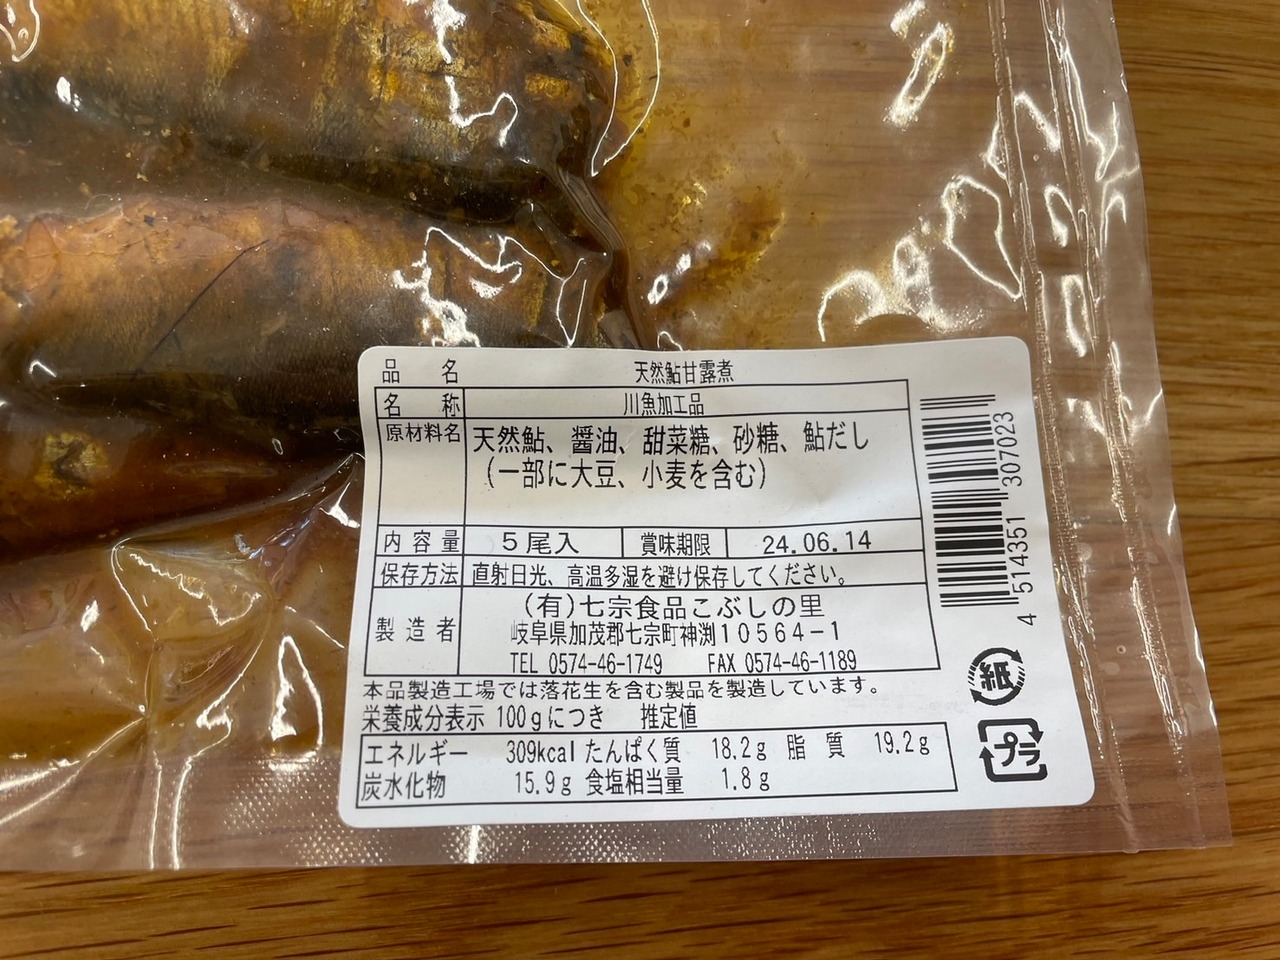 品 名 天然鮎甘露煮
名 称 川魚加工品
原材料名 天然鮎、醤油、甜菜糖、砂糖、鮎だし
(一部に大豆、小麦を含む)
内容量 5尾入 賞味期限 24.06.14
保存方法 直射日光、高温多湿を避け保存してください。
製造者 (有)七宗食品こぶしの里
岐阜県加茂郡七宗町神渕10564-1
TEL 0574-46-1749 FAX 0574-46-1189
本品製造工場では落花生を含む製品を製造しています。
栄養成分表示 100gにつき 推定値
エネルギー 309kcal たんぱく質 18.2g 脂 質 19.2g
炭水化物 15.9g 食塩相当量 1.8g
4 514351 307023
紙
プラ